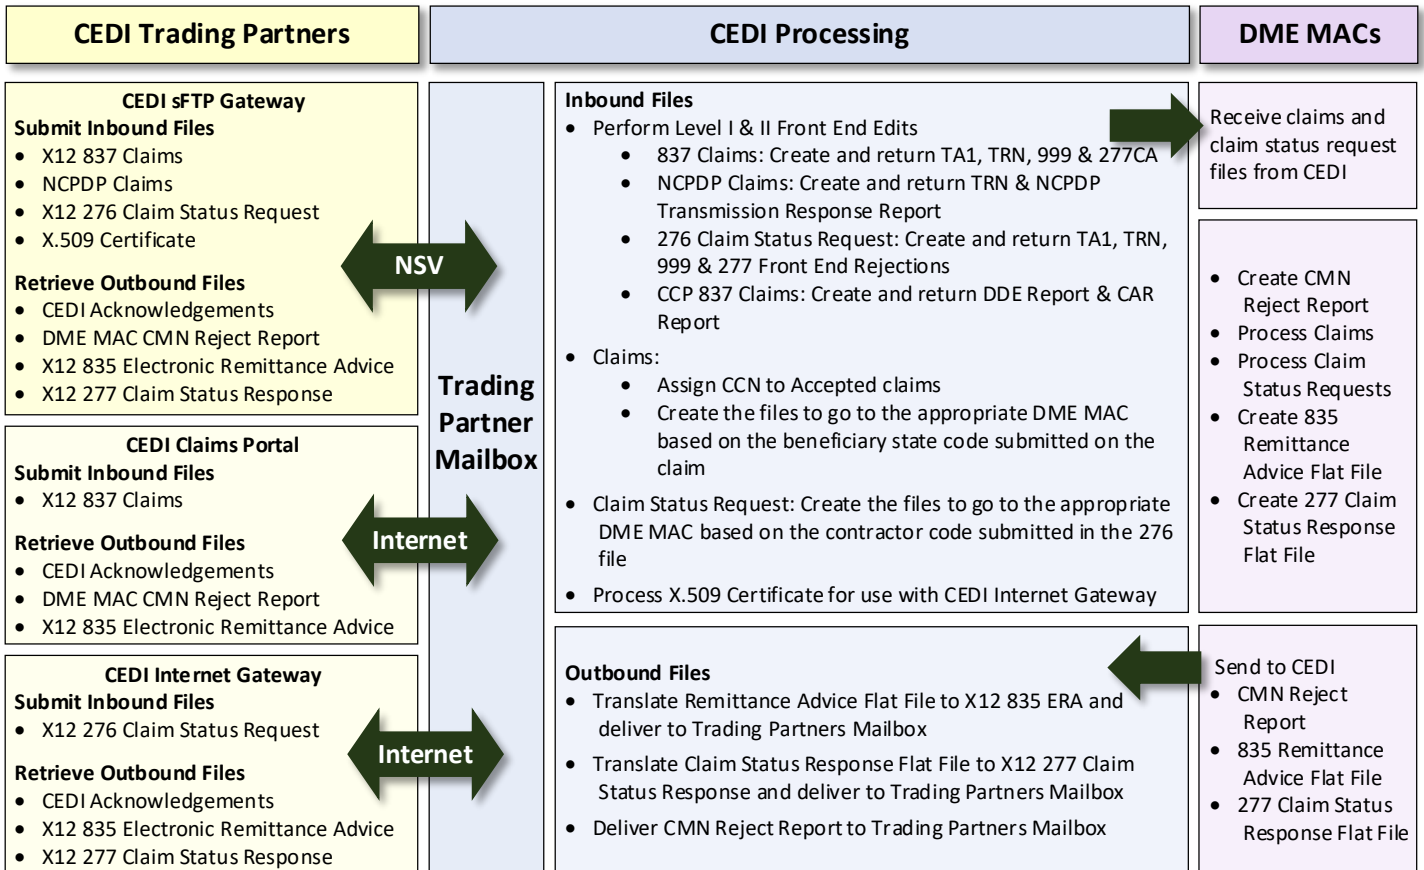 CEDI Trading Partners
CEDI Processing
DME MACs
CEDI sFTP Gateway
Submit Inbound Files
• X12 837 Claims
• NCPDP Claims
• X12 276 Claim Status Request
• X.509 Certificate
Retrieve Outbound Files
• CEDI Acknowledgements
• DME MAC CMN Reject Report
• X12 835 Electronic Remittance Advice
• X12 277 Claim Status Response
NSV
CEDI Claims Portal
Submit Inbound Files
• X12 837 Claims
Retrieve Outbound Files
• CEDI Acknowledgements
• DME MAC CMN Reject Report
• X12 835 Electronic Remittance Advice
Internet
CEDI Internet Gateway
Submit Inbound Files
• X12 276 Claim Status Request
Retrieve Outbound Files
• CEDI Acknowledgements
• X12 835 Electronic Remittance Advice
• X12 277 Claim Status Response
Internet
Trading
Partner
Mailbox
Inbound Files
• Perform Level I & II Front End Edits
• 837 Claims: Create and return TA1, TRN, 999 & 277CA
• NCPDP Claims: Create and return TRN & NCPDP
Transmission Response Report
• 276 Claim Status Request: Create and return TA1, TRN,
999 & 277 Front End Rejections
• CCP 837 Claims: Create and return DDE Report & CAR
Report
• Claims:
• Assign CCN to Accepted claims
• Create the files to go to the appropriate DME MAC
based on the beneficiary state code submitted on the
claim
• Claim Status Request: Create the files to go to the appropriate
DME MAC based on the contractor code submitted in the 276
file
• Process X.509 Certificate for use with CEDI Internet Gateway
Outbound Files
• Translate Remittance Advice Flat File to X12 835 ERA and
deliver to Trading Partners Mailbox
• Translate Claim Status Response Flat File to X12 277 Claim
Status Response and deliver to Trading Partners Mailbox
• Deliver CMN Reject Report to Trading Partners Mailbox
Receive claims and
claim status request
files from CEDI
• Create CMN
Reject Report
• Process Claims
• Process Claim
Status Requests
• Create 835
Remittance
Advice Flat File
• Create 277 Claim
Status Response
Flat File
Send to CEDI
• CMN Reject
Report
• 835 Remittance
Advice Flat File
• 277 Claim Status
Response Flat File